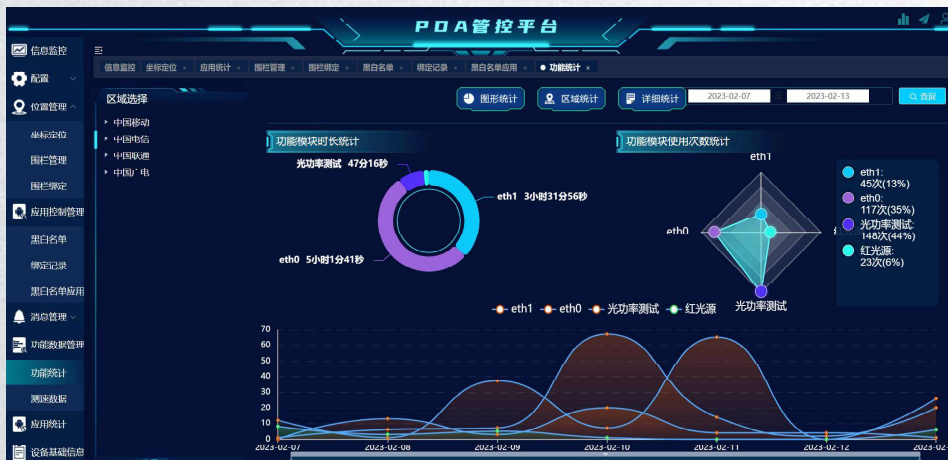 PDA管控平台
信息监控
配置
位置管理
坐标定位
围栏管理
围栏绑定
应用控制管理
黑白名单
绑定记录
黑白名单应用
消息管理
功能数据管理
功能统计
测速数据
应用统计
设备基础信息
信息监控 坐标定位 × 应用统计 × 围栏管理 × 围栏绑定 × 黑白名单 × 绑定记录 × 黑白名单应用 × ● 功能统计 ×
区域选择
中国移动
中国电信
中国联通
图形统计 区域统计 详细统计 2023-02-07 2023-02-13 查询
功能模块时长统计
光功率测试 47分16秒
eth1 3小时31分56秒
eth0 5小时1分41秒
功能模块使用次数统计
eth1
eth0
光功率测试
eth1:
45次(13%)
eth0:
117次(35%)
光功率测试:
148次(44%)
红光源:
23次(6%)
eth1 eth0 光功率测试 红光源
70
60
50
40
30
20
10
0
2023-02-07 2023-02-08 2023-02-09 2023-02-10 2023-02-11 2023-02-12